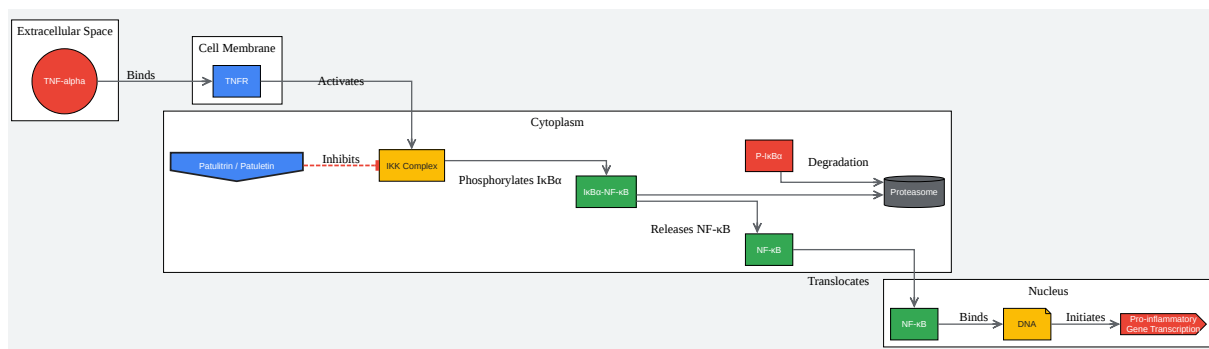 Extracellular Space
TNF-alpha
Binds
Cell Membrane
TNFR
Activates
Cytoplasm
Patulitrin / Patuletin
Inhibits
IKK Complex
Phosphorylates IκBα
IκBα-NF-κB
P-IκBα
Degradation
Proteasome
Releases NF-κB
NF-κB
Translocates
Nucleus
NF-κB
Binds
DNA
Initiates
Pro-inflammatory
Gene Transcription